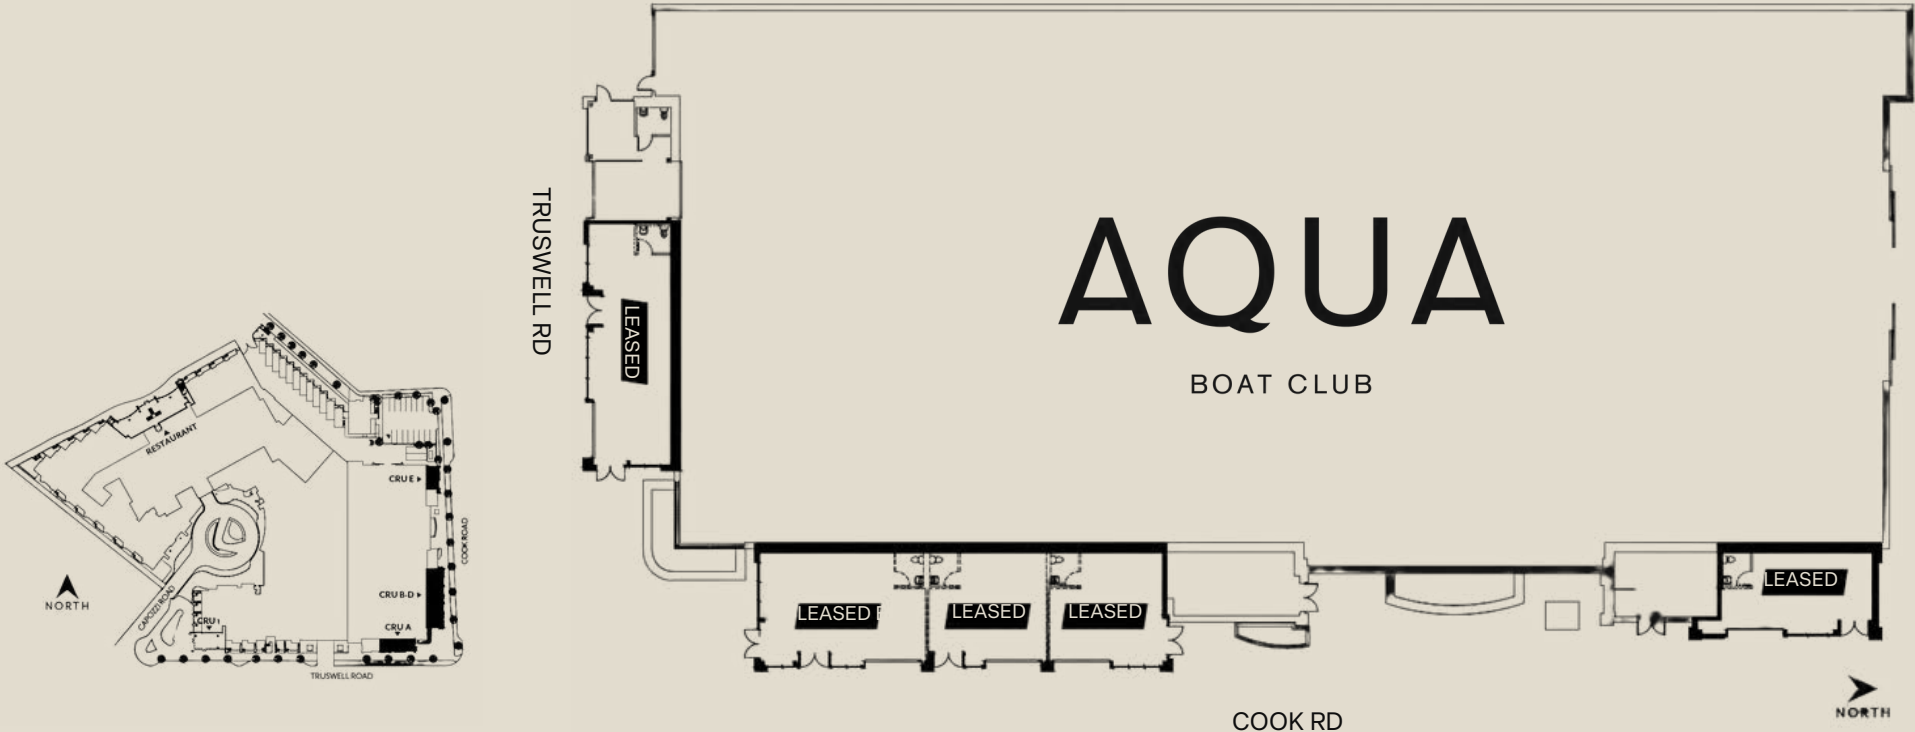 AQUA
BOAT CLUB
TRUSWELL RD
LEASED
LEASED
LEASED
LEASED
LEASED
COOK RD
NORTH
RESTAURANT
CRU E
COOK ROAD
CRU B-D
NORTH
CAPOZZI ROAD
CRU 1
CRU A
TRUSWELL ROAD